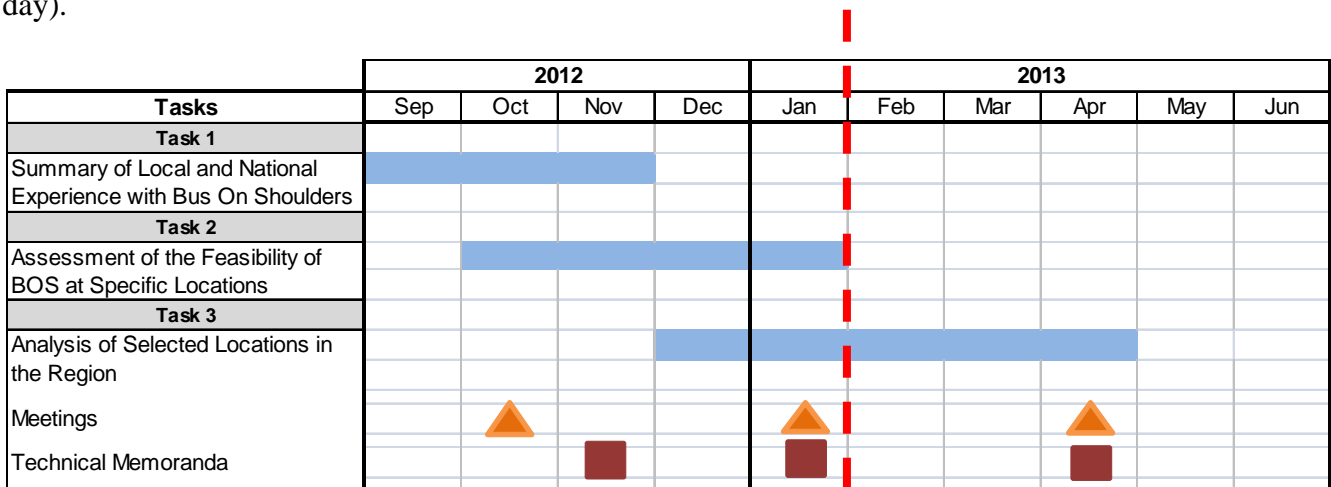 day).
2012 2013
Tasks Sep Oct Nov Dec Jan Feb Mar Apr May Jun
Task 1
Summary of Local and National
Experience with Bus On Shoulders
Task 2
Assessment of the Feasibility of
BOS at Specific Locations
Task 3
Analysis of Selected Locations in
the Region
Meetings
Technical Memoranda